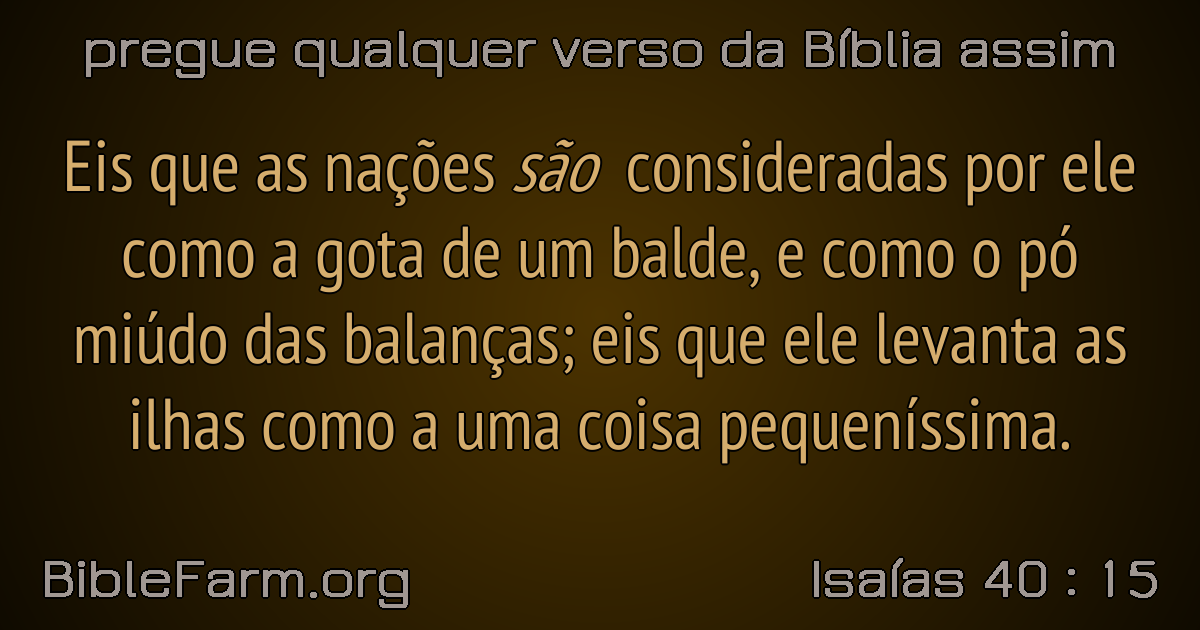 pregue qualquer verso da Bíblia assim
Eis que as nações são consideradas por ele
como a gota de um balde, e como o pó
miúdo das balanças; eis que ele levanta as
ilhas como a uma coisa pequeníssima.
BibleFarm.org
Isaías 40 : 15